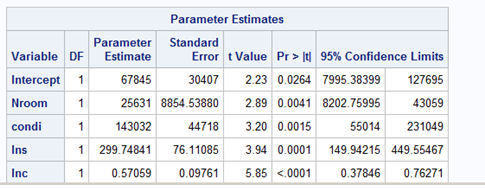 Parameter Estimates
Variable DF Parameter Estimate Standard Error t Value Pr > |t| 95% Confidence Limits
Intercept 1 67845 30407 2.23 0.0264 7995.38399 127695
Nroom 1 25631 8854.53880 2.89 0.0041 8202.75995 43059
condi 1 143032 44718 3.20 0.0015 55014 231049
Ins 1 299.74841 76.11085 3.94 0.0001 149.94215 449.55467
Inc 1 0.57059 0.09761 5.85 <.0001 0.37846 0.76271